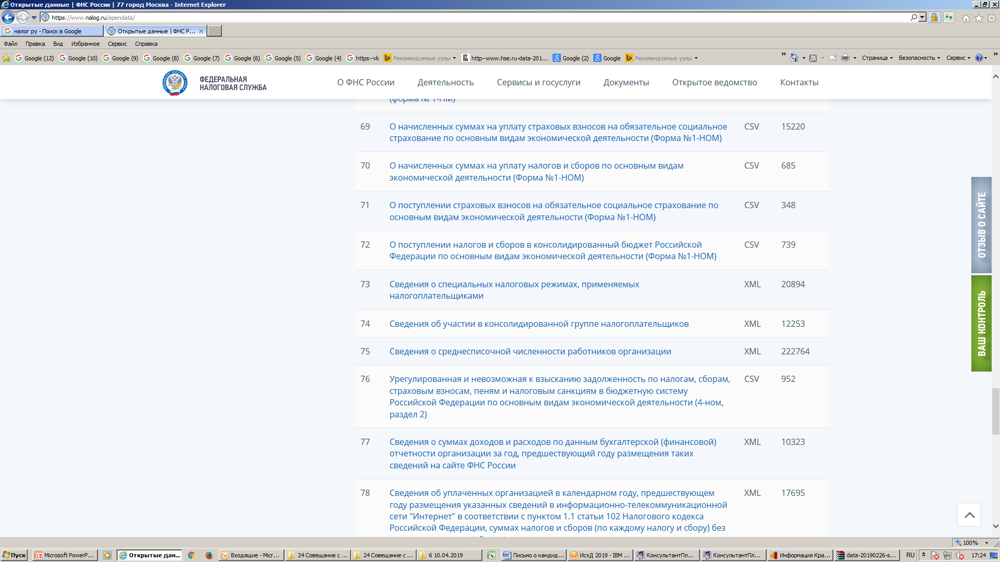 Открытые данные | ФНС России | 77 город Москва - Internet Explorer
https://www.nalog.ru/opendata/
налог ру - Поиск в Google
Открытые данные | ФНС Р...
Файл Правка Вид Избранное Сервис Справка
Google (12) Google (10) Google (9) Google (8) Google (7) Google (6) Google (5) Google (4) https--vk Рекомендуемые узлы http--www.hse.ru-data-201... Google (2) Google Рекомендуемые узлы » Страница Безопасность Сервис »
ФЕДЕРАЛЬНАЯ
НАЛОГОВАЯ СЛУЖБА
О ФНС России Деятельность Сервисы и госуслуги Документы Открытое ведомство Контакты
(форма № 1-НМ)
69 О начисленных суммах на уплату страховых взносов на обязательное социальное CSV 15220
страхование по основным видам экономической деятельности (Форма №1-НОМ)
70 О начисленных суммах на уплату налогов и сборов по основным видам CSV 685
экономической деятельности (Форма №1-НОМ)
71 О поступлении страховых взносов на обязательное социальное страхование по CSV 348
основным видам экономической деятельности (Форма №1-НОМ)
72 О поступлении налогов и сборов в консолидированный бюджет Российской CSV 739
Федерации по основным видам экономической деятельности (Форма №1-НОМ)
73 Сведения о специальных налоговых режимах, применяемых XML 20894
налогоплательщиками
74 Сведения об участии в консолидированной группе налогоплательщиков XML 12253
75 Сведения о среднесписочной численности работников организации XML 222764
76 Урегулированная и невозможная к взысканию задолженность по налогам, сборам, CSV 952
страховым взносам, пеням и налоговым санкциям в бюджетную систему
Российской Федерации по основным видам экономической деятельности (4-ном,
раздел 2)
77 Сведения о суммах доходов и расходов по данным бухгалтерской (финансовой) XML 10323
отчетности организации за год, предшествующий году размещения таких
сведений на сайте ФНС России
78 Сведения об уплаченных организацией в календарном году, предшествующем XML 17695
году размещения указанных сведений в информационно-телекоммуникационной
сети "Интернет" в соответствии с пунктом 1.1 статьи 102 Налогового кодекса
Российской Федерации, суммах налогов и сборов (по каждому налогу и сбору) без
ОТЗЫВ О САЙТЕ
ВАШ КОНТРОЛЬ
100%
Пуск Microsoft PowerP... Открытые дан... Входящие - Micr... 24 Совещание с ... 24 Совещание с ... 6 10.04.2019 Письмо о кандид... ИсхД 2019 - IBM ... КонсультантПл... КонсультантПл... Информация Кра... data-20190226-s... RU 17:24